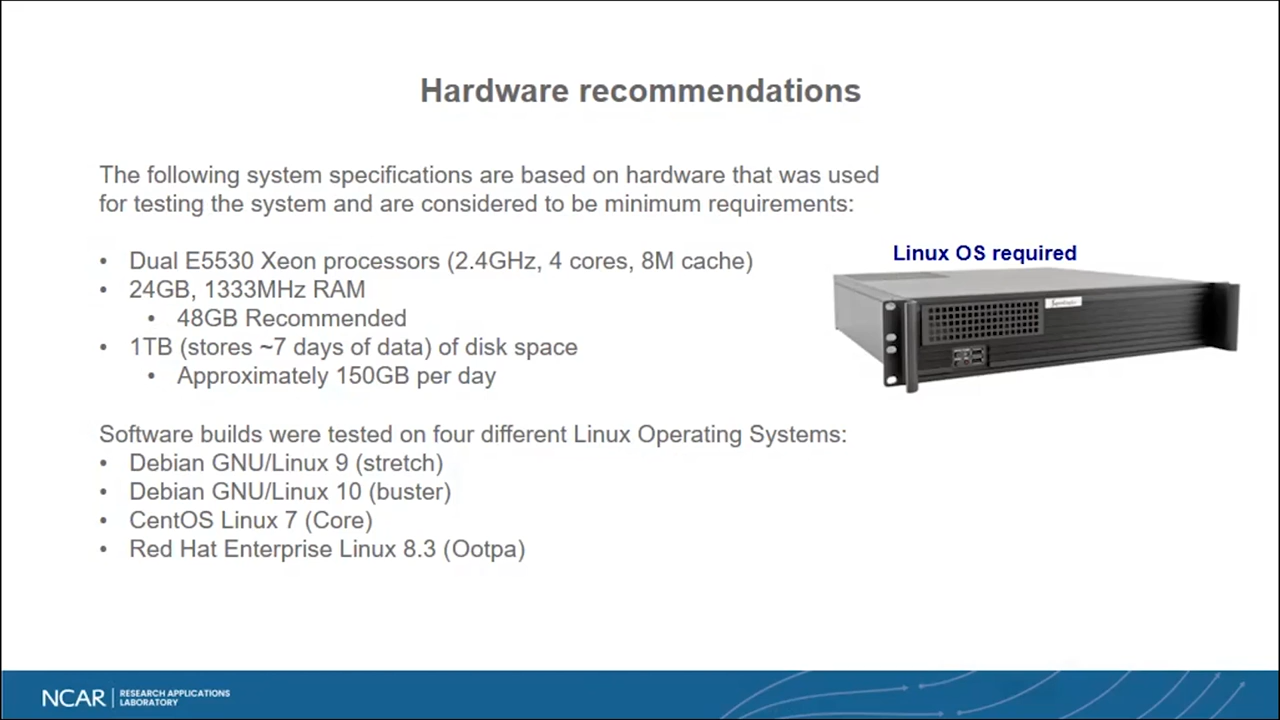 Hardware recommendations
The following system specifications are based on hardware that was used
for testing the system and are considered to be minimum requirements:
• Dual E5530 Xeon processors (2.4GHz, 4 cores, 8M cache)
• 24GB, 1333MHz RAM
• 48GB Recommended
• 1TB (stores ~7 days of data) of disk space
• Approximately 150GB per day
Linux OS required
Software builds were tested on four different Linux Operating Systems:
• Debian GNU/Linux 9 (stretch)
• Debian GNU/Linux 10 (buster)
• CentOS Linux 7 (Core)
• Red Hat Enterprise Linux 8.3 (Ootpa)
NCAR
RESEARCH APPLICATIONS
LABORATORY